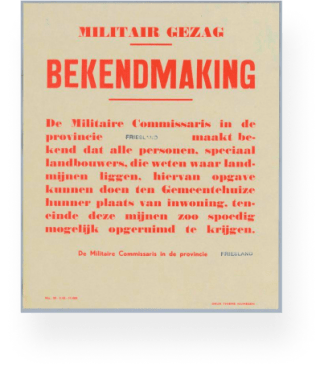 MILITAIR GEZAG
BEKENDMAKING
De Militaire Commissaris in de
provincie FRIESLAND maakt be-
kend dat alle personen, speciaal
landbouwers, die weten waar land-
mijnen liggen, hiervan opgave
kunnen doen ten Gemeentehuize
hunner plaats van inwoning, ten-
einde deze mijnen zoo spoedig
mogelijk opgeruimd te krijgen.
De Militaire Commissaris in de provincie FRIESLAND